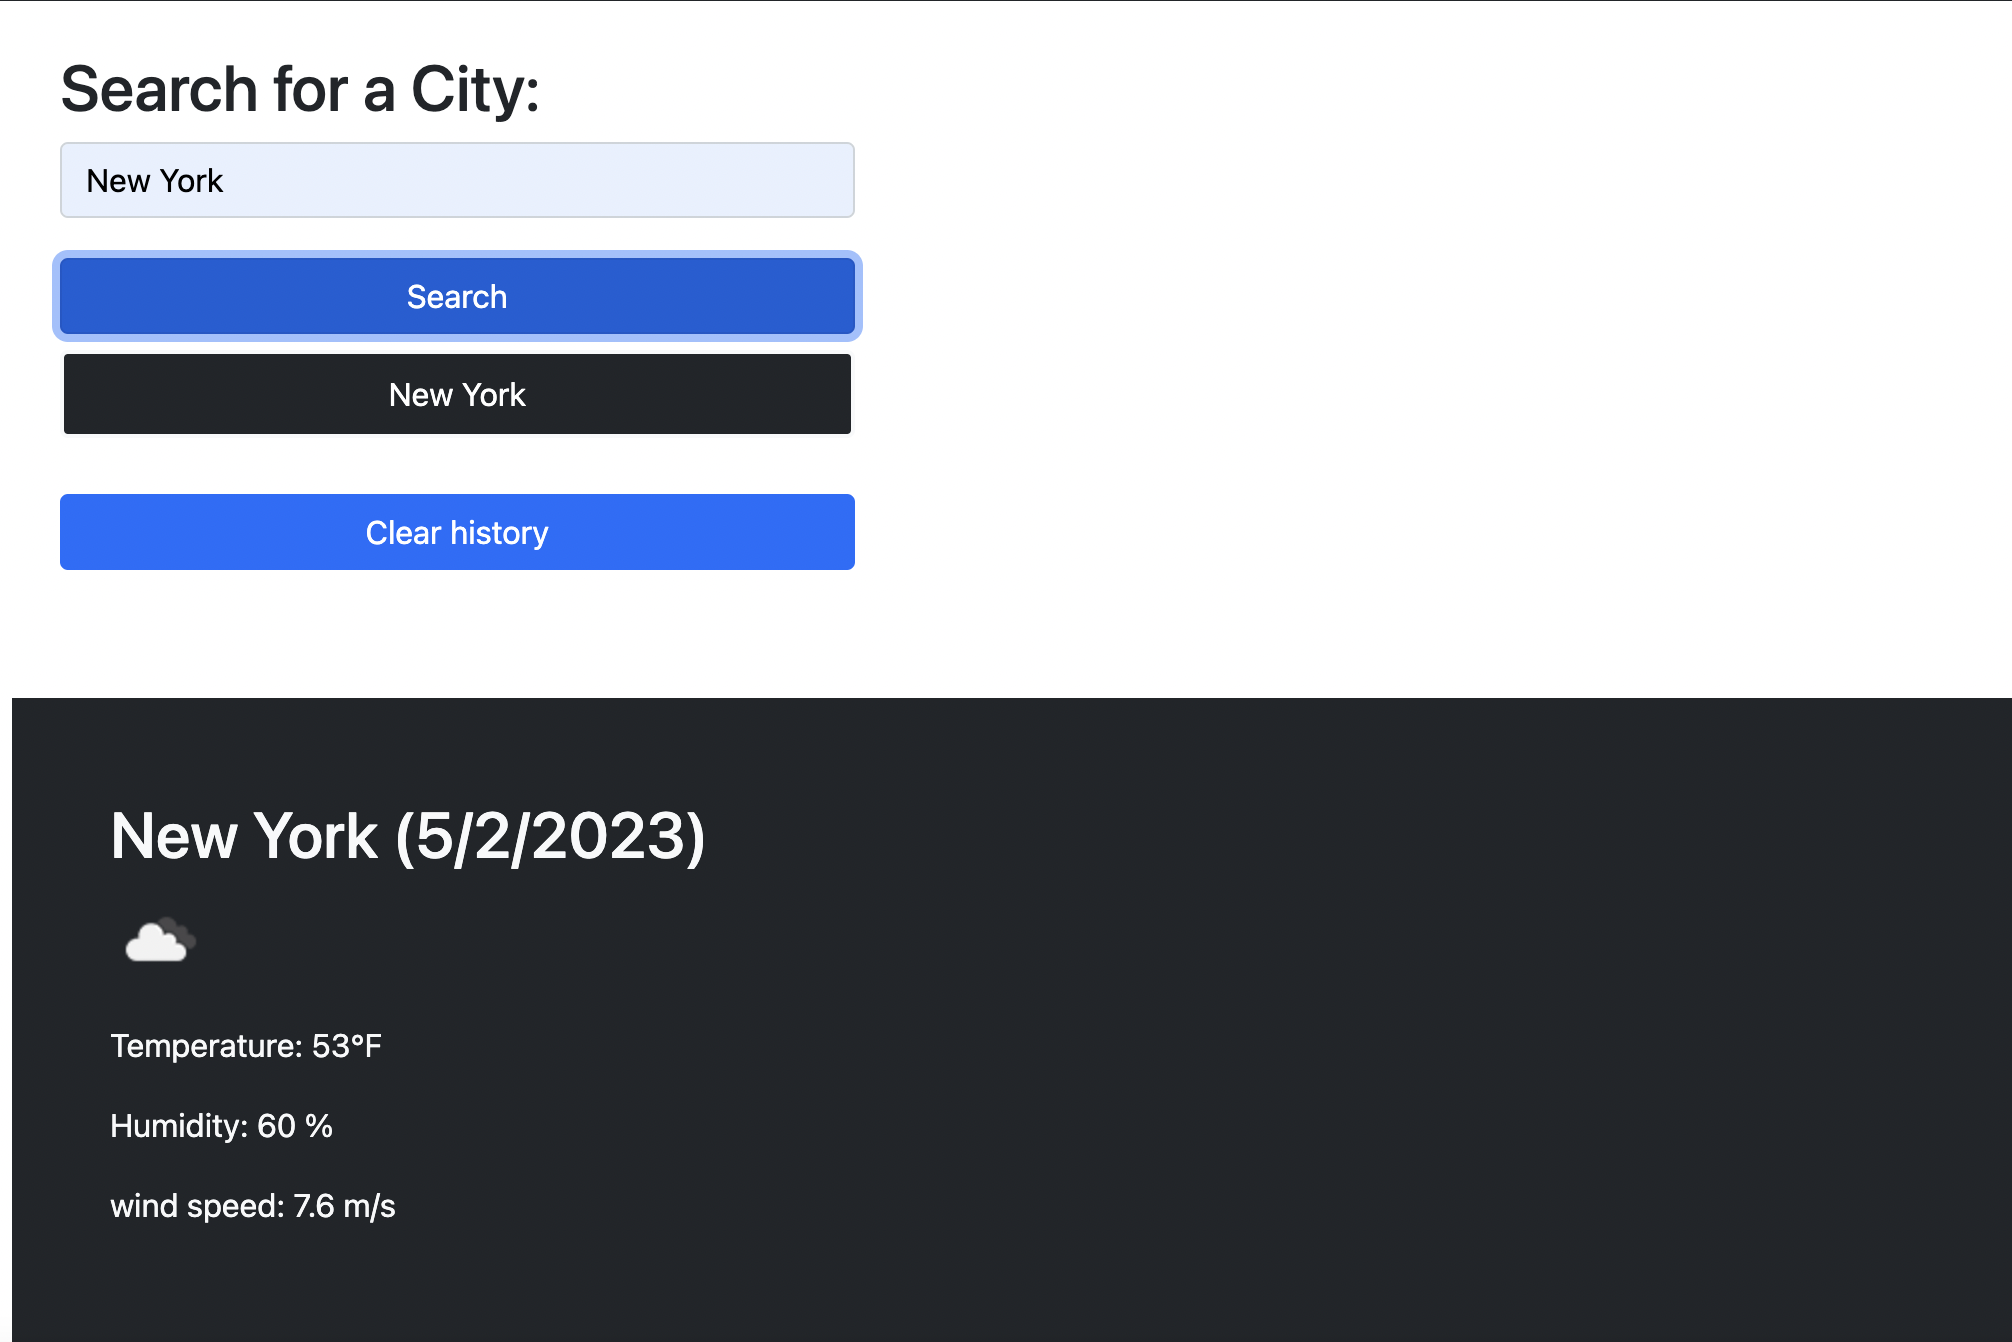 Search for a City:
New York
Search
New York
Clear history
New York (5/2/2023)
Temperature: 53°F
Humidity: 60 %
wind speed: 7.6 m/s